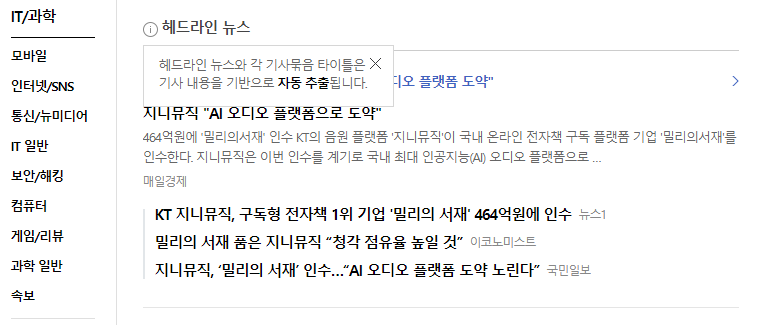 IT/과학
모바일
인터넷/SNS
통신/뉴미디어
IT 일반
보안/해킹
컴퓨터
게임/리뷰
과학 일반
속보
헤드라인 뉴스
헤드라인 뉴스와 각 기사묶음 타이틀은
기사 내용을 기반으로 자동 추출됩니다.
디오 플랫폼 도약"
지니뮤직 "AI 오디오 플랫폼으로 도약"
464억원에 '밀리의서재' 인수 KT의 음원 플랫폼 '지니뮤직'이 국내 온라인 전자책 구독 플랫폼 기업 '밀리의서재'를
인수한다. 지니뮤직은 이번 인수를 계기로 국내 최대 인공지능(AI) 오디오 플랫폼으로 ...
매일경제
KT 지니뮤직, 구독형 전자책 1위 기업 '밀리의 서재' 464억원에 인수 뉴스1
밀리의 서재 품은 지니뮤직 “청각 점유율 높일 것” 이코노미스트
지니뮤직, ‘밀리의 서재’ 인수…“AI 오디오 플랫폼 도약 노린다” 국민일보